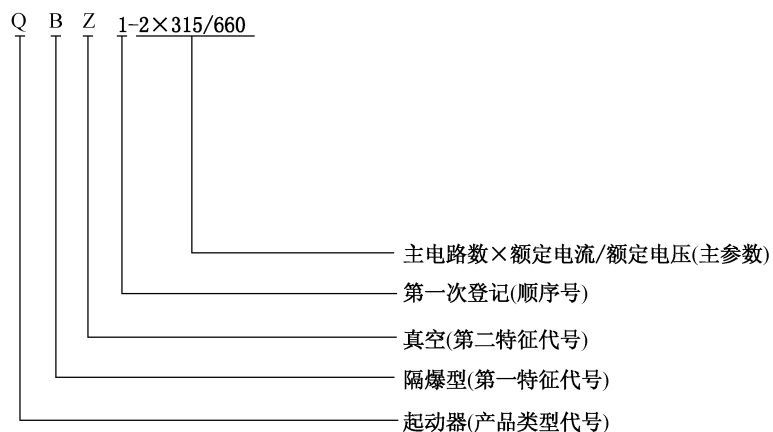 Q B Z 1-2×315/660
主电路数×额定电流/额定电压(主参数)
第一次登记(顺序号)
真空(第二特征代号)
隔爆型(第一特征代号)
起动器(产品类型代号)